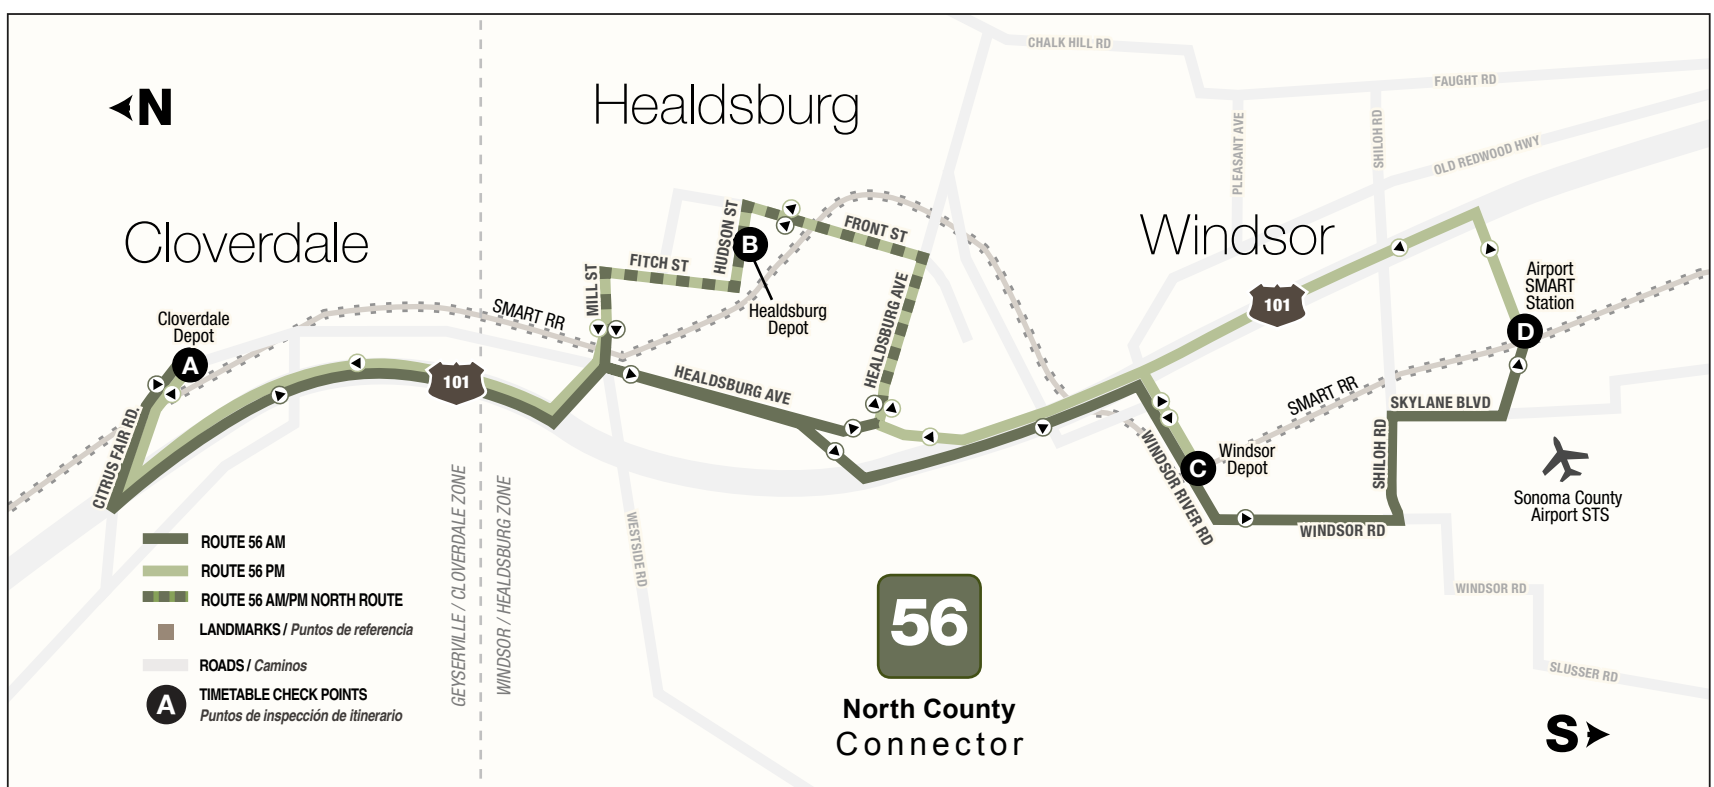 N
Cloverdale
Healdsburg
Windsor
CHALK HILL RD
FAUGHT RD
PLEASANT AVE
SHILOH RD
OLD REDWOOD HWY
HUDSON ST
B
FRONT ST
FITCH ST
MILL ST
Healdsburg
Depot
HEALDSBURG AVE
SMART RR
Cloverdale
Depot
A
101
HEALDSBURG AVE
CITRUS FAIR RD.
101
Airport
SMART
Station
D
SMART RR
SKYLANE BLVD
SHILOH RD
WINDSOR RIVER RD
C
Windsor
Depot
WINDSOR RD
Sonoma County
Airport STS
WESTSIDE RD
GEYSERVILLE / CLOVERDALE ZONE
WINDSOR / HEALDSBURG ZONE
WINDSOR RD
SLUSSER RD
ROUTE 56 AM
ROUTE 56 PM
ROUTE 56 AM/PM NORTH ROUTE
LANDMARKS / Puntos de referencia
ROADS / Caminos
A
TIMETABLE CHECK POINTS
Puntos de inspección de itinerario
56
North County
Connector
S